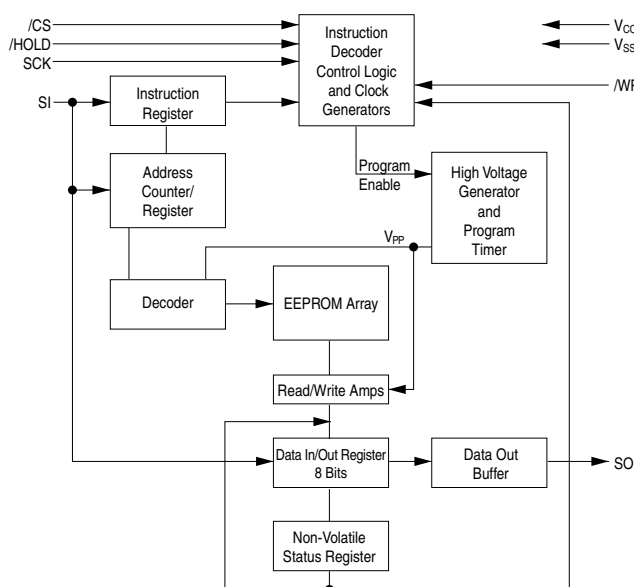 /CS
/HOLD
SCK
SI
Instruction
Decoder
Control Logic
and Clock
Generators
V
V
Instruction
Register
Address
Counter/
Register
Program
Enable
High Voltage
Generator
and
Program
Timer
VPP
Decoder
EEPROM Array
Read/Write Amps
Data In/Out Register
8 Bits
Data Out
Buffer
SO
Non-Volatile
Status Register